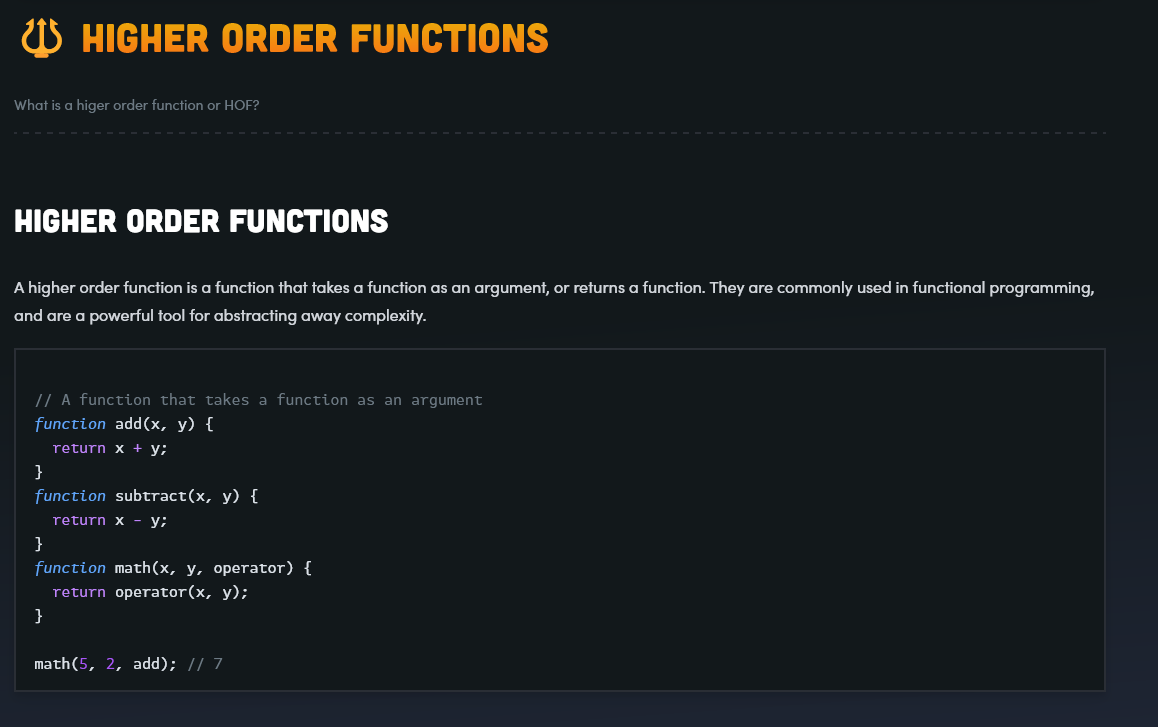 HIGHER ORDER FUNCTIONS
What is a higer order function or HOF?
HIGHER ORDER FUNCTIONS
A higher order function is a function that takes a function as an argument, or returns a function. They are commonly used in functional programming,
and are a powerful tool for abstracting away complexity.
// A function that takes a function as an argument
function add(x, y) {
  return x + y;
}
function subtract(x, y) {
  return x - y;
}
function math(x, y, operator) {
  return operator(x, y);
}
math(5, 2, add); // 7